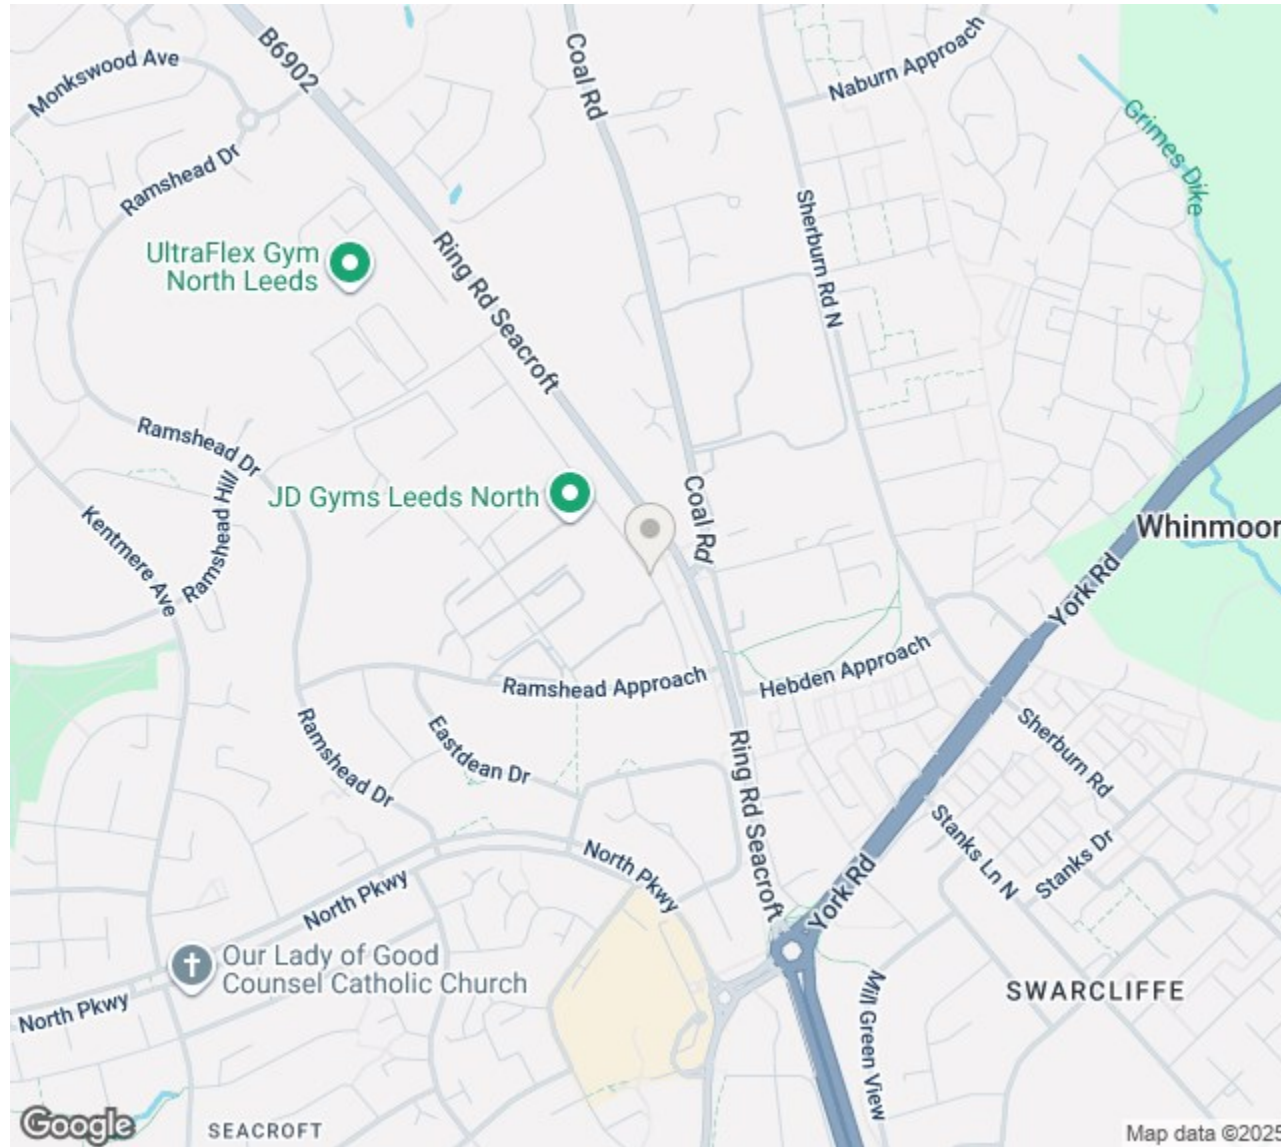 B6902
Coal Rd
Monkswood Ave
Naburn Approach
Grimes Dike
Ramshead Dr
Sherburn Rd N
UltraFlex Gym
North Leeds
Ring Rd Seacroft
Ramshead Dr
Ramshead Hill
JD Gyms Leeds North
Coal Rd
Kentmere Ave
Whinmoor
York Rd
Hebden Approach
Ramshead Approach
Eastdean Dr
Ramshead Dr
Sherburn Rd
Ring Rd Seacroft
Stanks Ln N
Stanks Dr
North Pkwy
North Pkwy
York Rd
Our Lady of Good
Counsel Catholic Church
North Pkwy
Mill Green View
SWARCLIFFE
SEACROFT
Google
Map data ©2025